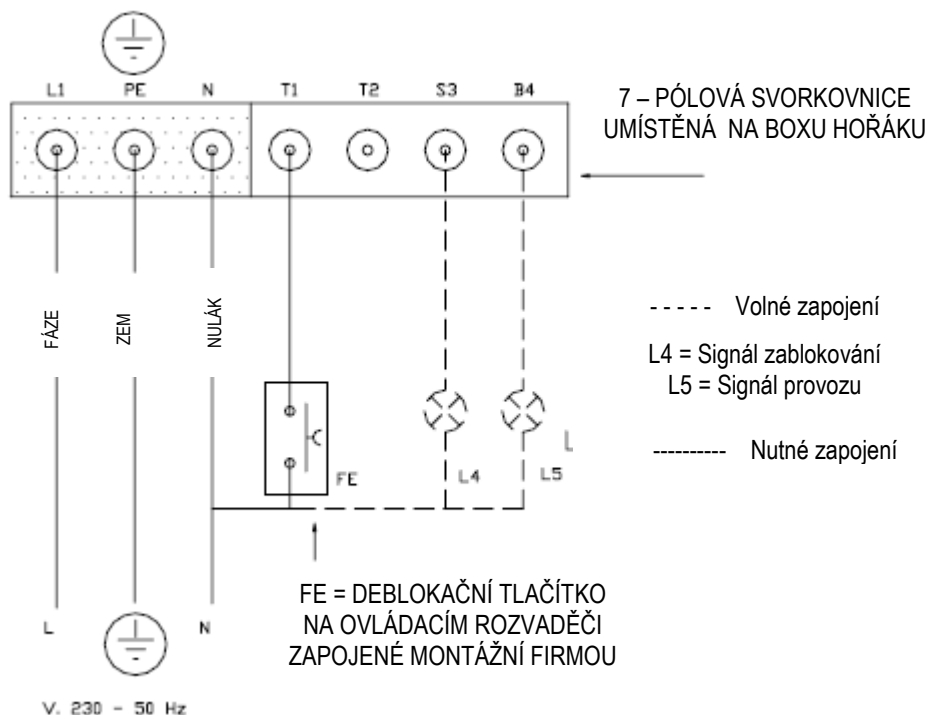 L1 PE N T1 T2 S3 B4
7 – PÓLOVÁ SVORKOVNICE
UMÍSTĚNÁ NA BOXU HOŘÁKU
FÁZE
ZEM
NULÁK
- - - - - Volné zapojení
L4 = Signál zablokování
L5 = Signál provozu
---------- Nutné zapojení
FE
L4
L5
L
FE = DEBLOKAČNÍ TLAČÍTKO
NA OVLÁDACÍM ROZVADĚČI
ZAPOJENÉ MONTÁŽNÍ FIRMOU
L N
V. 230 - 50 Hz